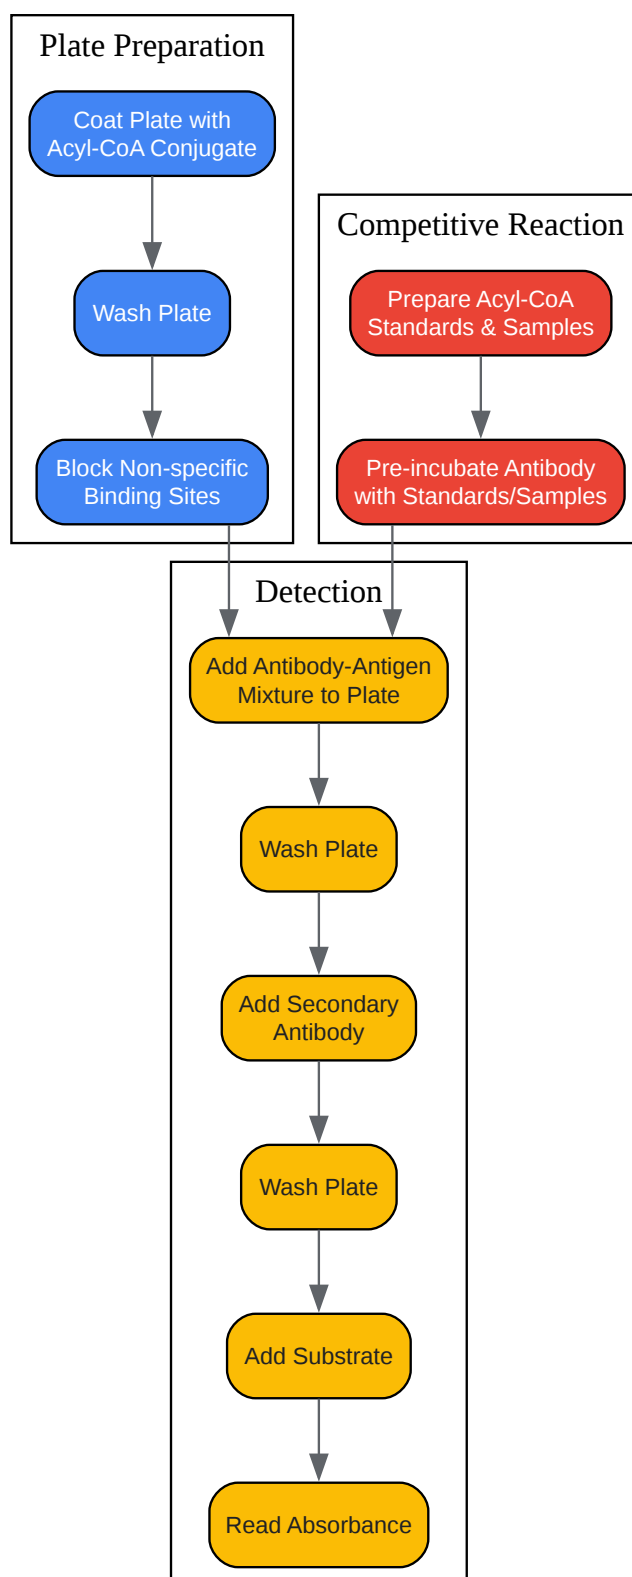 Plate Preparation
Coat Plate with
Acyl-CoA Conjugate
Wash Plate
Block Non-specific
Binding Sites
Competitive Reaction
Prepare Acyl-CoA
Standards & Samples
Pre-incubate Antibody
with Standards/Samples
Detection
Add Antibody-Antigen
Mixture to Plate
Wash Plate
Add Secondary
Antibody
Wash Plate
Add Substrate
Read Absorbance